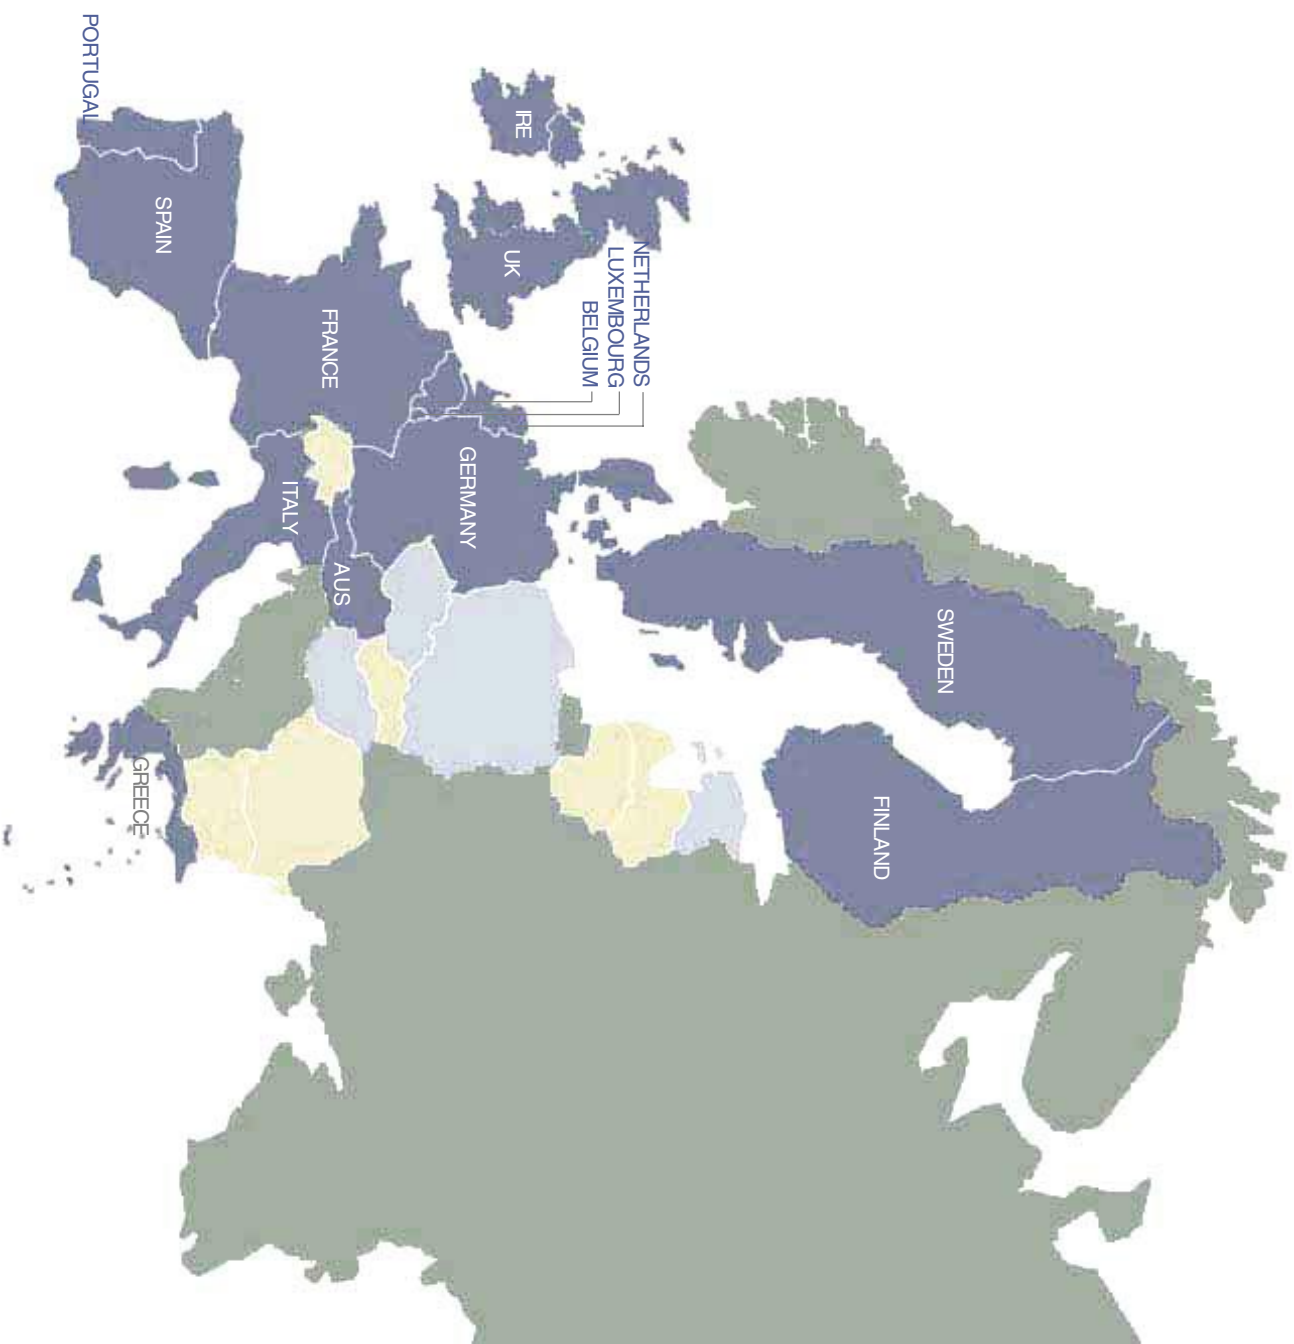 PORTUGAL
SPAIN
IRE
UK
FRANCE
NETHERLANDS
LUXEMBOURG
BELGIUM
GERMANY
ITALY
AUS
GREECE
SWEDEN
FINLAND